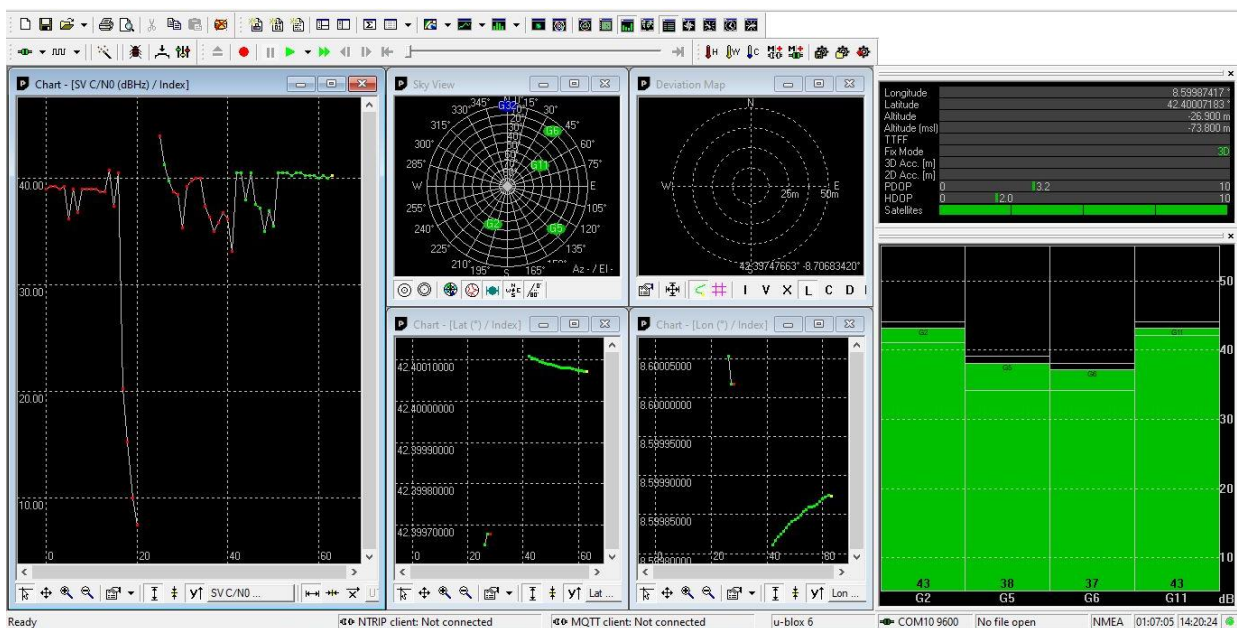 H W C
Chart - [SV C/N0 (dBHz) / Index]
40.00
30.00
20.00
10.00
0 20 40 60
SV C/N0 ...
Sky View
330° 345° N 15° 30°
G32
315° 45°
G6
300° 60°
285° 75°
G11
W E
255° 105°
240° 120°
G2 G5
225° 135°
210° 195° S 165°
Az - / El -
Deviation Map
N
W E
25m 50m
42.39747663° -8.70683420°
I V X L C D
Chart - [Lat (°) / Index]
42.40010000
42.40000000
42.39990000
42.39980000
42.39970000
0 20 40 60
Lat ...
Chart - [Lon (°) / Index]
8.60005000
8.60000000
8.59995000
8.59990000
8.59985000
8.59980000
0 20 40 60
Lon ...
Longitude 8.59987417 °
Latitude 42.40007183 °
Altitude -26.900 m
Altitude (msl) -73.800 m
TTFF
Fix Mode 3D
3D Acc. [m]
2D Acc. [m]
PDOP 0 3.2 10
HDOP 0 2.0 10
Satellites
50
40
30
20
10
G2 G5 G6 G11
43 38 37 43
G2 G5 G6 G11 dB
Ready NTRIP client: Not connected MQTT client: Not connected u-blox 6 COM10 9600 No file open NMEA 01:07:05 14:20:24